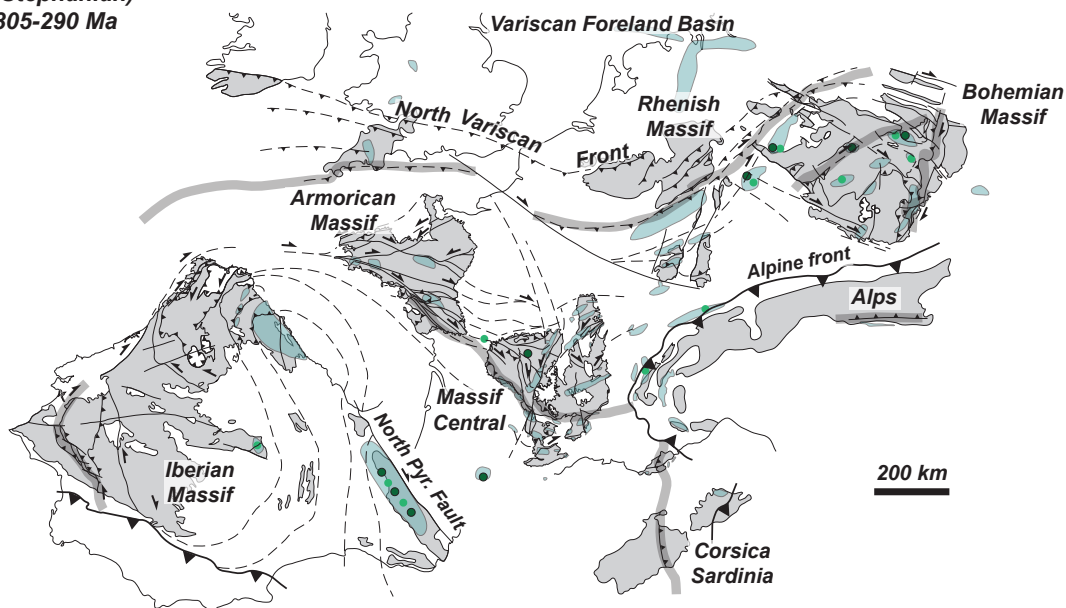 Stephanian)
305-290 Ma
Variscan Foreland Basin
Bohemian
Massif
Rhenish
Massif
North Variscan
Front
Armorican
Massif
Alpine front
Alps
Massif
Central
North Pyr. Fault
Iberian
Massif
200 km
Corsica
Sardinia